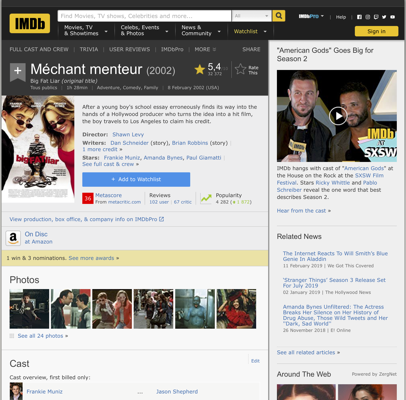 IMDb
Find Movies, TV shows, Celebrities and more...
All
IMDbPro
Help
Movies, TV
& Showtimes
Celebs, Events
& Photos
News &
Community
Watchlist
Sign in
FULL CAST AND CREW
TRIVIA
USER REVIEWS
IMDbPro
MORE
SHARE
Méchant menteur (2002)
Big Fat Liar (original title)
Tous publics | 1h 28min | Adventure, Comedy, Family | 8 February 2002 (USA)
5,4
Rate
This
After a young boy's school essay erroneously finds its way into the
hands of a Hollywood producer who turns the idea into a hit film,
the boy travels to Los Angeles to claim his credit.
Director: Shawn Levy
Writers: Dan Schneider (story), Brian Robbins (story)
1 more credit »
Stars: Frankie Muniz, Amanda Bynes, Paul Giamatti
See full cast & crew »
+ Add to Watchlist
36
Metascore
From metacritic.com
Reviews
102 user | 67 critic
Popularity
View production, box office, & company info on IMDbPro
On Disc
at Amazon
1 win & 3 nominations. See more awards »
Photos
See all 24 photos »
Cast
Edit
Cast overview, first billed only:
Frankie Muniz
...
Jason Shepherd
"American Gods" Goes Big for
Season 2
IMDb
at
SXSW
IMDb hangs with cast of "American Gods" at
the House on the Rock at the SXSW Film
Festival. Stars Ricky Whittle and Pablo
Schreiber reveal the one word that best
describes Season 2.
Hear from the cast »
Related News
The Internet Reacts To Will Smith's Blue
Genie In Aladdin
11 February 2019 | We Got This Covered
'Stranger Things' Season 3 Release Set
For July 2019
02 January 2019 | The Hollywood News
Amanda Bynes Unfiltered: The Actress
Breaks Her Silence on Her History of
Drug Abuse, Those Wild Tweets and Her
"Dark, Sad World"
26 November 2018 | E! Online
See all related articles »
Around The Web
Powered by ZergNet